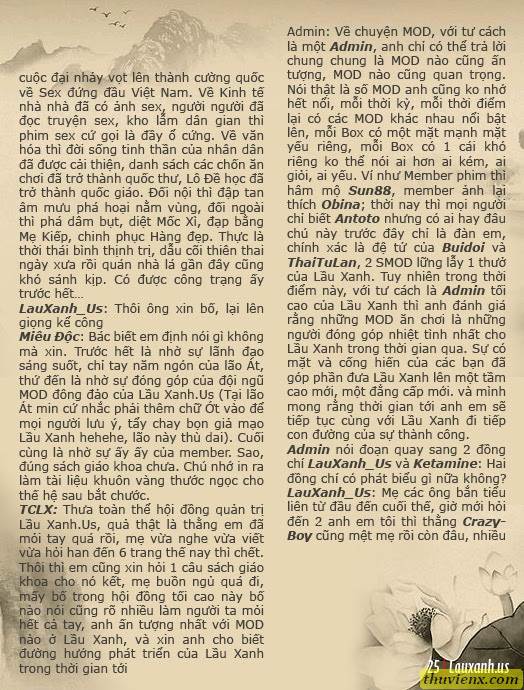 cuộc đại nhảy vọt lên thành cường quốc
về Sex đứng đầu Việt Nam. Về Kinh tế
nhà nhà đã có ảnh sex, người người đã
đọc truyện sex, kho lẫm dân gian thì
phim sex cứ gọi là đầy ổ cứng. Về văn
hóa thì đời sống tinh thần của nhân dân
đã được cải thiện, danh sách các chốn ăn
chơi đã trở thành quốc thư, Lô Đề học đã
trở thành quốc giáo. Đối nội thì đập tan
âm mưu phá hoại nằm vùng, đối ngoài
thì phá dâm bụt, diệt Mốc Xì, đạp bằng
Mẹ Kiếp, chinh phục Hàng đẹp. Thực là
thời thái bình thịnh trị, dẫu cối thiên thai
ngày xưa rồi quán nhà lá gần đây cũng
khó sánh kịp. Có được công trạng ấy
trước hết...
LauXanh_Us: Thôi ông xin bố, lại lên
giọng kể công
Miêu Độc: Bác biết em định nói gì không
mà xin. Trước hết là nhờ sự lãnh đạo
sáng suốt, chỉ tay năm ngón của lão Át,
thứ đến là nhờ sự đóng góp của đội ngũ
MOD đông đảo của Lầu Xanh.Us (Tại lão
Át min cứ nhắc phải thêm chữ Ớt vào để
mọi người lưu ý, tẩy chay bọn giả mạo
Lầu Xanh hehehe, lão này thù dai). Cuối
cùng là nhờ sự ấy ấy của member. Sao,
đúng sách giáo khoa chưa. Chú nhớ in ra
làm tài liệu khuôn vàng thước ngọc cho
thế hệ sau bắt chước.
TCLX: Thưa toàn thể hội đồng quản trị
Lầu Xanh.Us, quả thật là thằng em đã
mỏi tay quá rồi, mẹ vừa nghe vừa viết
vừa hỏi han đến 6 trang thế nay thì chết.
Thôi thì em cũng xin hỏi 1 câu sách giáo
khoa cho nó kết, mẹ buồn ngủ quá đi,
mấy bố trong hội đồng tối cao này bố
nào nói cũng rõ nhiều làm người ta mỏi
hết cả tay, anh ấn tượng nhất với MOD
nào ở Lầu Xanh, và xin anh cho biết
đường hướng phát triển của Lầu Xanh
trong thời gian tới
Admin: Về chuyện MOD, với tư cách
là một Admin, anh chỉ có thể trả lời
chung chung là MOD nào cũng ấn
tượng, MOD nào cũng quan trọng.
Nói thật là số MOD anh cũng ko nhớ
hết nổi, mỗi thời kỳ, mỗi thời điểm
lại có các MOD khác nhau nổi bật
lên, mỗi Box có một mặt mạnh mặt
yếu riêng, mỗi Box có 1 cái khó
riêng ko thể nói ai hơn ai kém, ai
giỏi, ai yếu. Ví như Member phim thì
hâm mộ Sun88, member ảnh lại
thích Obina; thời nay thì mọi người
chỉ biết Antoto nhưng có ai hay đâu
chú này trước đây chỉ là đàn em,
chính xác là đệ tử của Buidoi và
ThaiTuLan, 2 SMOD lừng lẫy 1 thuở
của Lầu Xanh. Tuy nhiên trong thời
điểm này, với tư cách là Admin tối
cao của Lầu Xanh thì anh đánh giá
rằng những MOD ăn chơi là những
người đóng góp nhiệt tình nhất cho
Lầu Xanh trong thời gian qua. Sự có
mặt và cống hiến của các bạn đã
góp phần đưa Lầu Xanh lên một tầm
cao mới, một đẳng cấp mới. và mình
mong rằng thời gian tới anh em sẽ
tiếp tục cùng với Lầu Xanh đi tiếp
con đường của sự thành công.
Admin nói đoạn quay sang 2 đồng
chí LauXanh_Us và Ketamine: Hai
đồng chí có phát biểu gì nữa không?
LauXanh_Us: Mẹ các ông bắn tiểu
liên từ đầu đến cuối thế, giờ mới hỏi
đến 2 anh em tôi thì thằng Crazy-
Boy cũng mệt mẹ rồi còn đâu, nhiều
25 Lauxanh.us
thuvienx.com